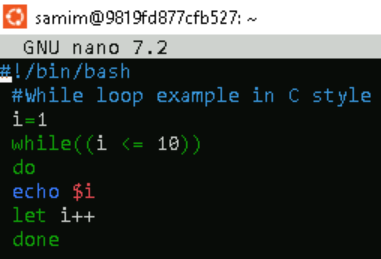 samim@9819fd877cfb527: ~
GNU nano 7.2
#!/bin/bash
#while loop example in C style
i=1
while((i <= 10))
do
echo $i
let i++
done